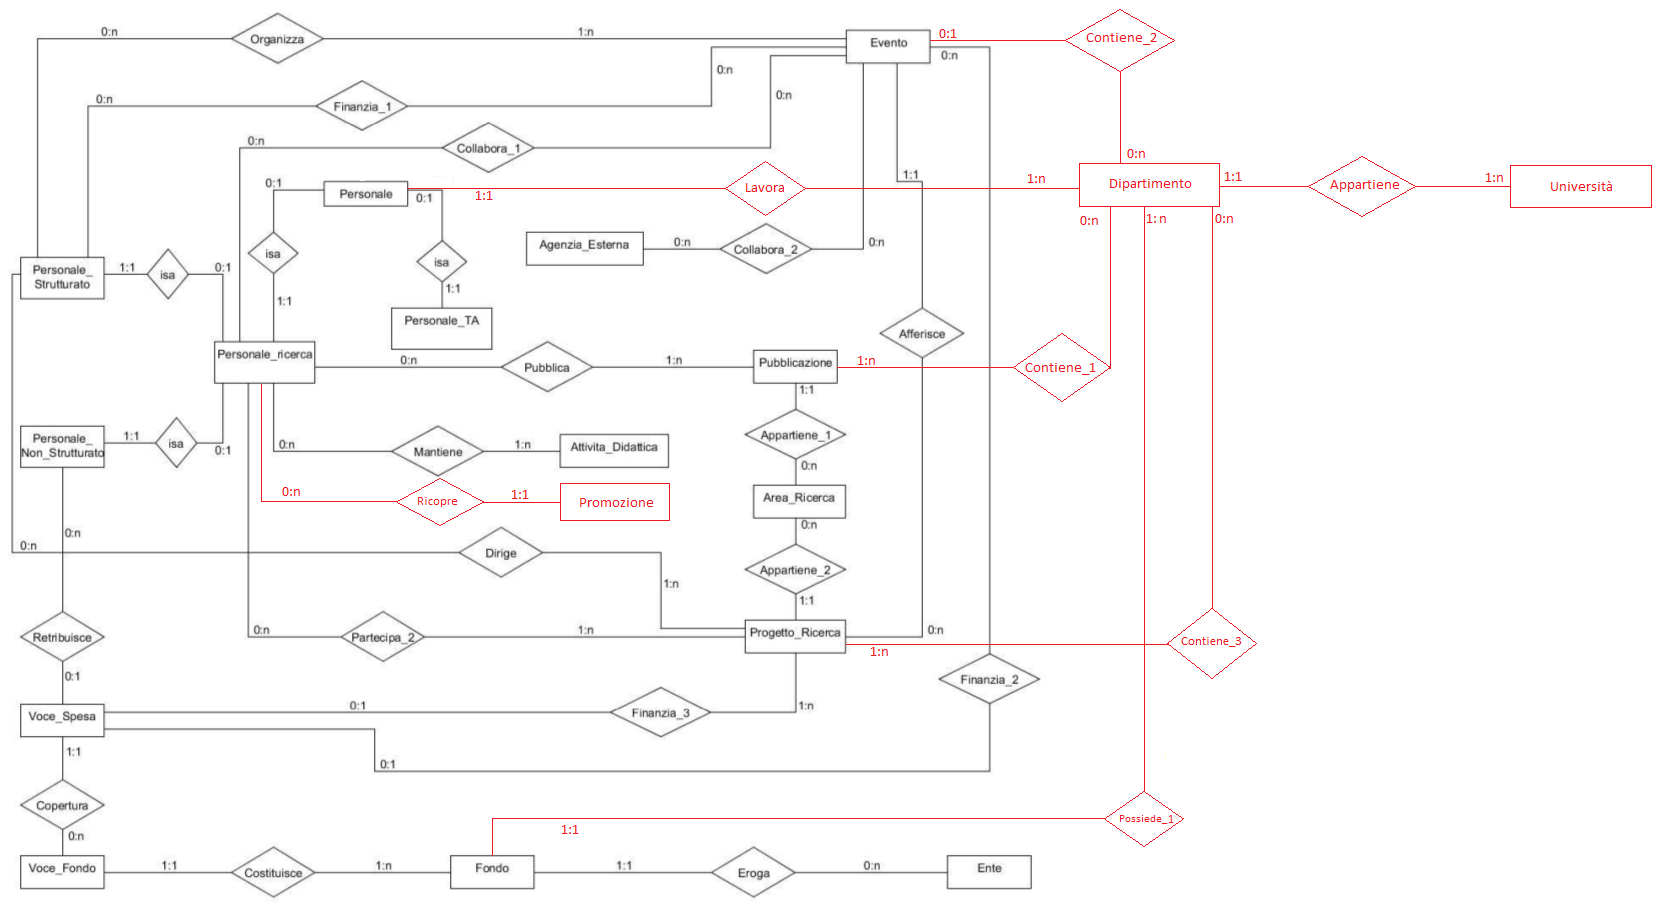 0:n
Organizza
1:n
Evento
0:1
Contiene_2
0:n
0:n
0:n
Finanzia_1
0:n
0:n
Collabora_1
0:n
0:1
Personale
0:1
1:1
Lavora
1:1
1:n
Dipartimento
1:1
Appartiene
1:n
Università
0:n
1:n
0:n
Agenzia_Esterna
0:n
Collabora_2
0:n
isa
isa
Personale_
Strutturato
1:1
isa
0:1
1:1
1:1
Personale_TA
Afferisce
Personale_ricerca
0:n
Pubblica
1:n
Pubblicazione
1:n
Contiene_1
1:1
Personale_
Non_Strutturato
1:1
isa
0:1
0:n
Mantiene
1:n
Attivita_Didattica
Appartiene_1
0:n
0:n
Ricopre
1:1
Promozione
Area_Ricerca
0:n
0:n
0:n
Dirige
1:n
Appartiene_2
1:1
Retribuisce
0:n
Partecipa_2
1:n
Progetto_Ricerca
0:n
1:n
Contiene_3
0:1
Finanzia_2
Voce_Spesa
0:1
Finanzia_3
1:n
1:1
0:1
Copertura
0:n
1:1
Possiede_1
Voce_Fondo
1:1
Costituisce
1:n
Fondo
1:1
Eroga
0:n
Ente